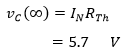 v_C(∞) = I_N R_Th
= 5.7 V